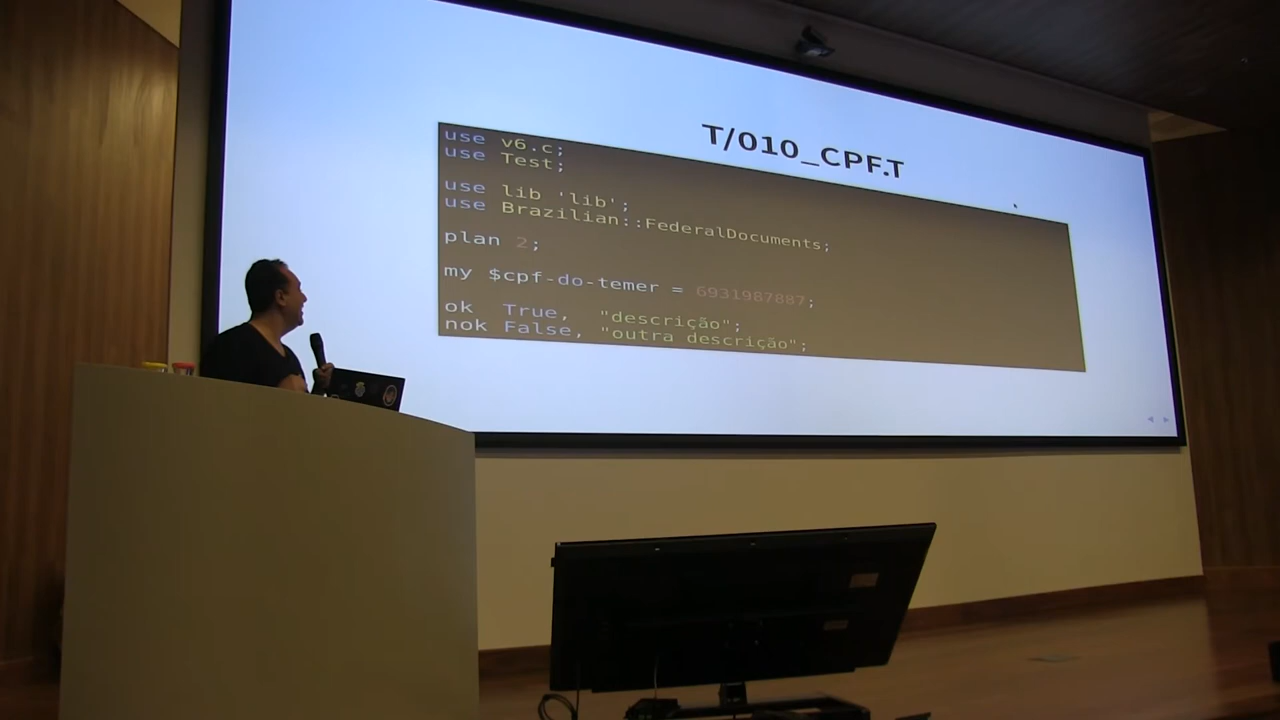 T/010_CPF.T
use v6.c;
use Test;
use lib 'lib';
use Brazilian::FederalDocuments;
plan 2;
my $cpf-do-temer = 6931987887;
ok True, "descrição";
nok False, "outra descrição";